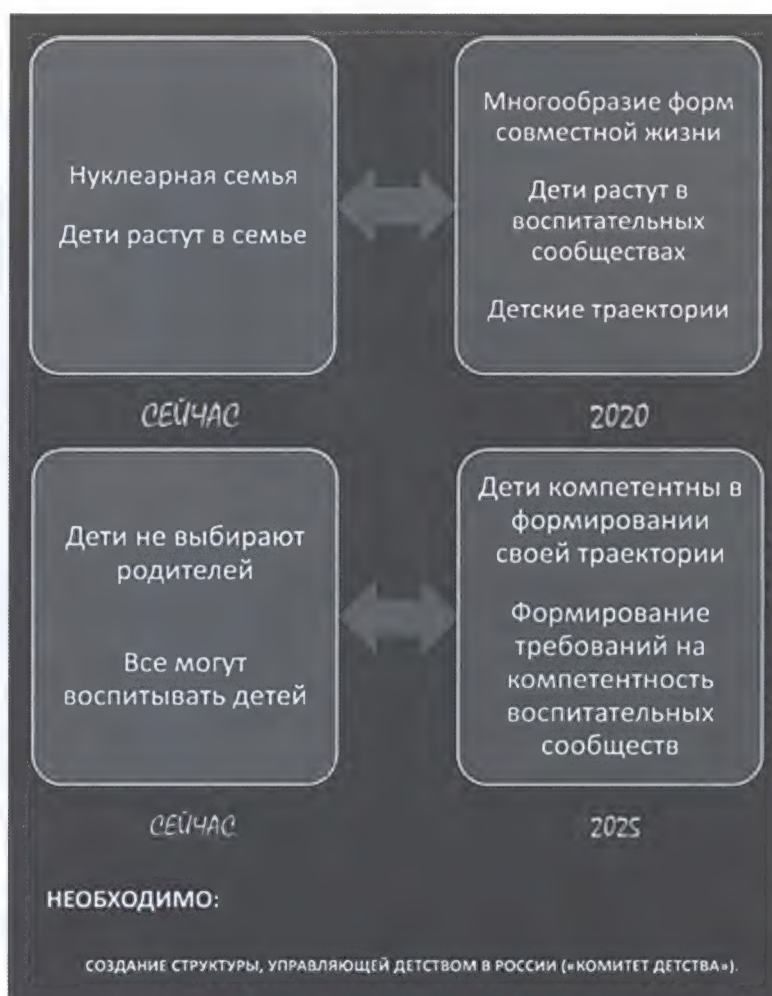 Нуклеарная семья
Дети растут в семье
Многообразие форм
совместной жизни
Дети растут в
воспитательных
сообществах
Детские траектории
СЕЙЧАС
2020
Дети не выбирают
родителей
Все могут
воспитывать детей
Дети компетентны в
формировании
своей траектории
Формирование
требований на
компетентность
воспитательных
сообществ
СЕЙЧАС
2025
НЕОБХОДИМО:
СОЗДАНИЕ СТРУКТУРЫ, УПРАВЛЯЮЩЕЙ ДЕТСТВОМ В РОССИИ («КОМИТЕТ ДЕТСТВА»).